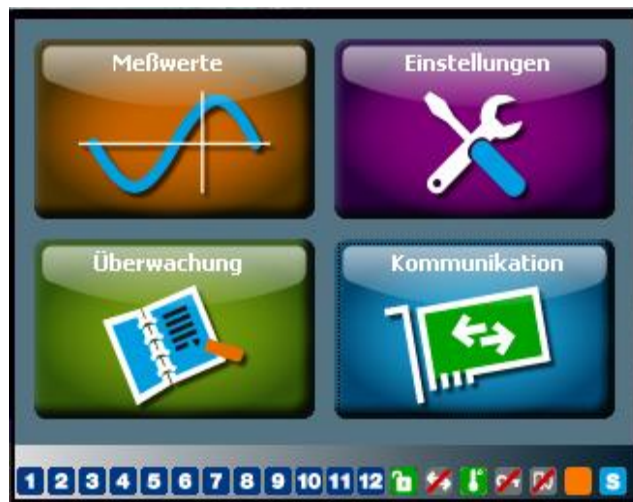 Meßwerte
Einstellungen
Überwachung
Kommunikation
1 2 3 4 5 6 7 8 9 10 11 12 S